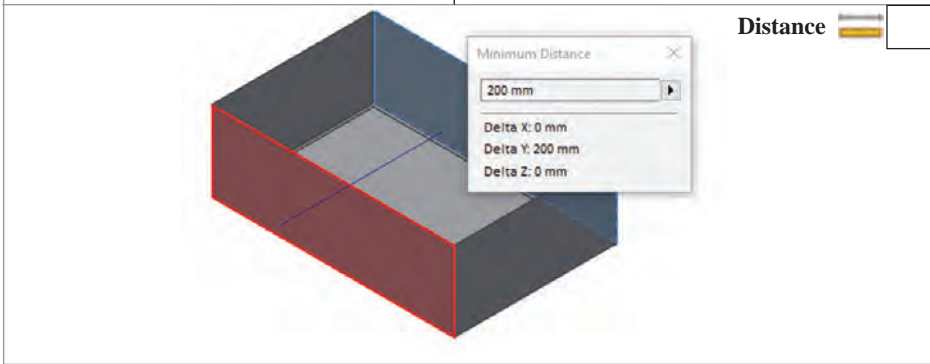 Distance
Minimum Distance
200 mm
Delta X: 0 mm
Delta Y: 200 mm
Delta Z: 0 mm